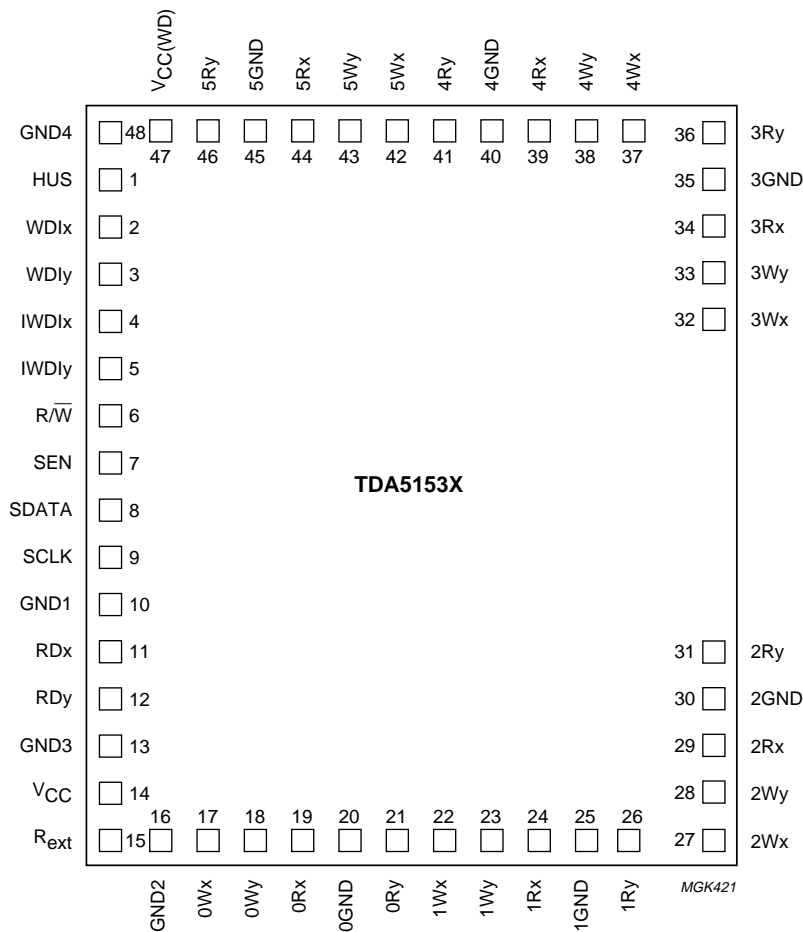 VCC(WD)
5Ry
5GND
5Rx
5Wy
5Wx
4Ry
4GND
4Rx
4Wy
4Wx
GND4 48 47 46 45 44 43 42 41 40 39 38 37 36 3Ry
HUS 1 35 3GND
WDIx 2 34 3Rx
WDIy 3 33 3Wy
IWDIx 4 32 3Wx
IWDIy 5
R/W̅ 6
SEN 7
TDA5153X
SDATA 8
SCLK 9
GND1 10
RDx 11 31 2Ry
RDy 12 30 2GND
GND3 13 29 2Rx
VCC 14 28 2Wy
16 17 18 19 20 21 22 23 24 25 26
Rext 15 27 2Wx
GND2
0Wx
0Wy
0Rx
0GND
0Ry
1Wx
1Wy
1Rx
1GND
1Ry
MGK421